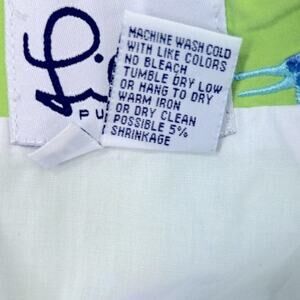 MACHINE WASH COLD
WITH LIKE COLORS
NO BLEACH
TUMBLE DRY LOW
OR HANG TO DRY
WARM IRON
OR DRY CLEAN
POSSIBLE 5%
SHRINKAGE